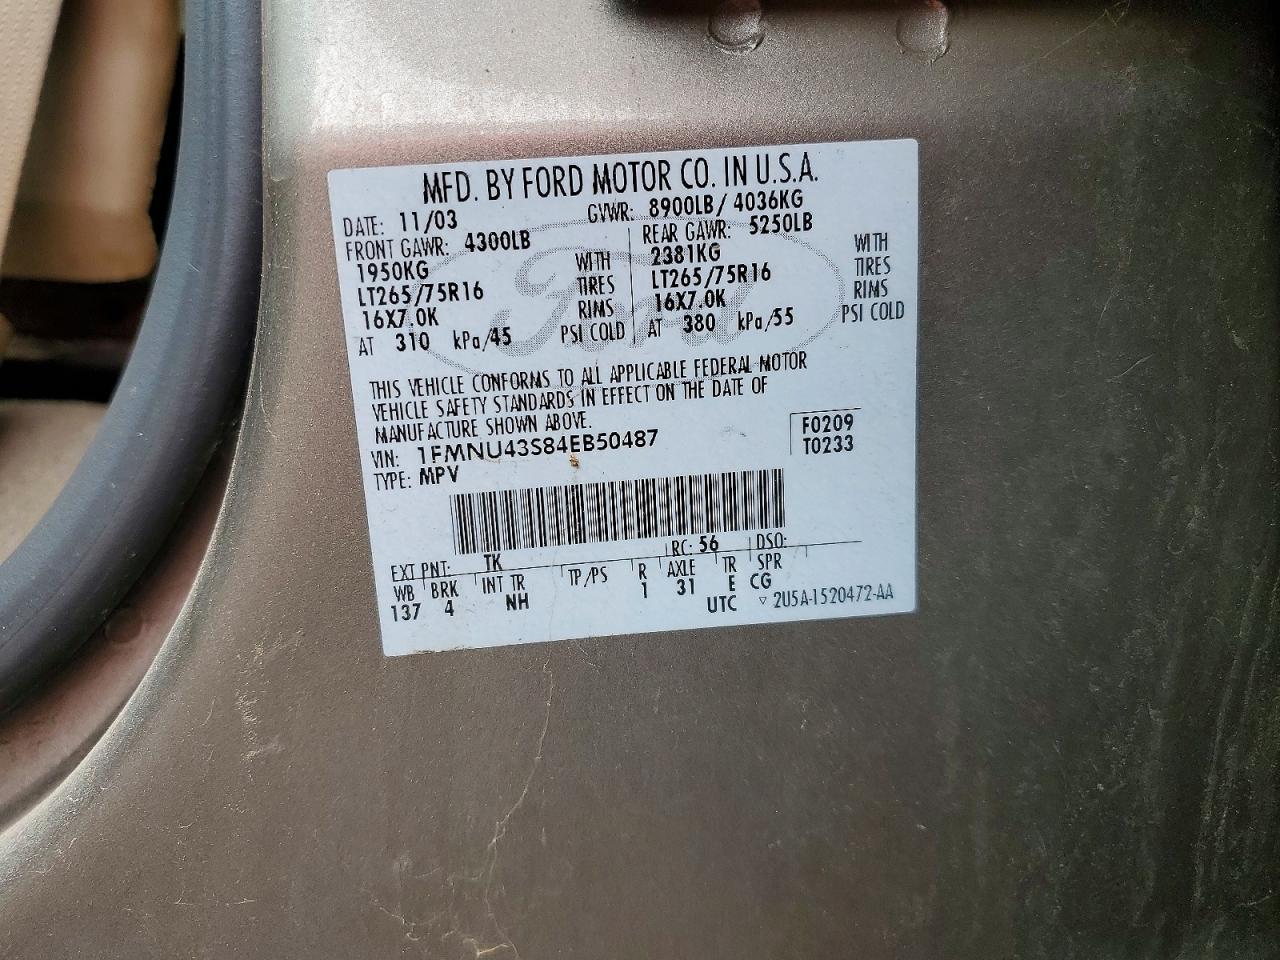 MFD. BY FORD MOTOR CO. IN U.S.A.
DATE: 11/03 GVWR: 8900LB / 4036KG
FRONT GAWR: 4300LB REAR GAWR: 5250LB
1950KG WITH 2381KG WITH
LT265/75R16 TIRES LT265/75R16 TIRES
16X7.0K RIMS 16X7.0K RIMS
AT 310 kPa/45 PSI COLD AT 380 kPa/55 PSI COLD
Ford
THIS VEHICLE CONFORMS TO ALL APPLICABLE FEDERAL MOTOR
VEHICLE SAFETY STANDARDS IN EFFECT ON THE DATE OF
MANUFACTURE SHOWN ABOVE.
VIN: 1FMNU43S84EB50487 F0209
TYPE: MPV T0233
EXT PNT: TK RC: 56 DSO:
WB BRK INT TR TP/PS R AXLE TR SPR
137 4 NH 1 31 E CG
UTC ▽ 2U5A-1520472-AA